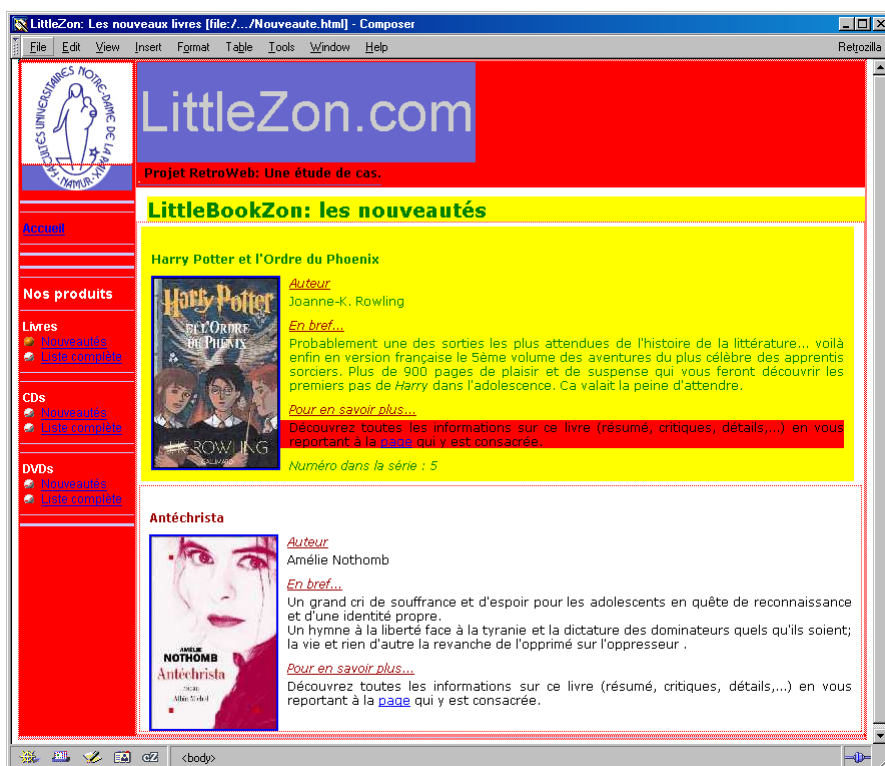 LittleZon: Les nouveaux livres [file:/.../Nouveaute.html] - Composer
File Edit View Insert Format Table Tools Window Help Retrozilla
FACULTÉS UNIVERSITAIRES NOTRE-DAME DE LA PAIX
NAMUR
LittleZon.com
Projet RetroWeb: Une étude de cas.
Accueil
Nos produits
Livres
Nouveautés
Liste complète
CDs
Nouveautés
Liste complète
DVDs
Nouveautés
Liste complète
LittleBookZon: les nouveautés
Harry Potter et l'Ordre du Phoenix
Harry Potter
ET L'ORDRE
DU PHENIX
J.K. ROWLING
GALLIMARD
Auteur
Joanne-K. Rowling
En bref...
Probablement une des sorties les plus attendues de l'histoire de la littérature... voilà
enfin en version française le 5ème volume des aventures du plus célèbre des apprentis
sorciers. Plus de 900 pages de plaisir et de suspense qui vous feront découvrir les
premiers pas de Harry dans l'adolescence. Ca valait la peine d'attendre.
Pour en savoir plus...
Découvrez toutes les informations sur ce livre (résumé, critiques, détails,...) en vous
reportant à la page qui y est consacrée.
Numéro dans la série : 5
Antéchrista
AMÉLIE
NOTHOMB
Antéchrista
roman
Albin Michel
Auteur
Amélie Nothomb
En bref...
Un grand cri de souffrance et d'espoir pour les adolescents en quête de reconnaissance
et d'une identité propre.
Un hymne à la liberté face à la tyranie et la dictature des dominateurs quels qu'ils soient;
la vie et rien d'autre la revanche de l'opprimé sur l'oppresseur .
Pour en savoir plus...
Découvrez toutes les informations sur ce livre (résumé, critiques, détails,...) en vous
reportant à la page qui y est consacrée.
<body>